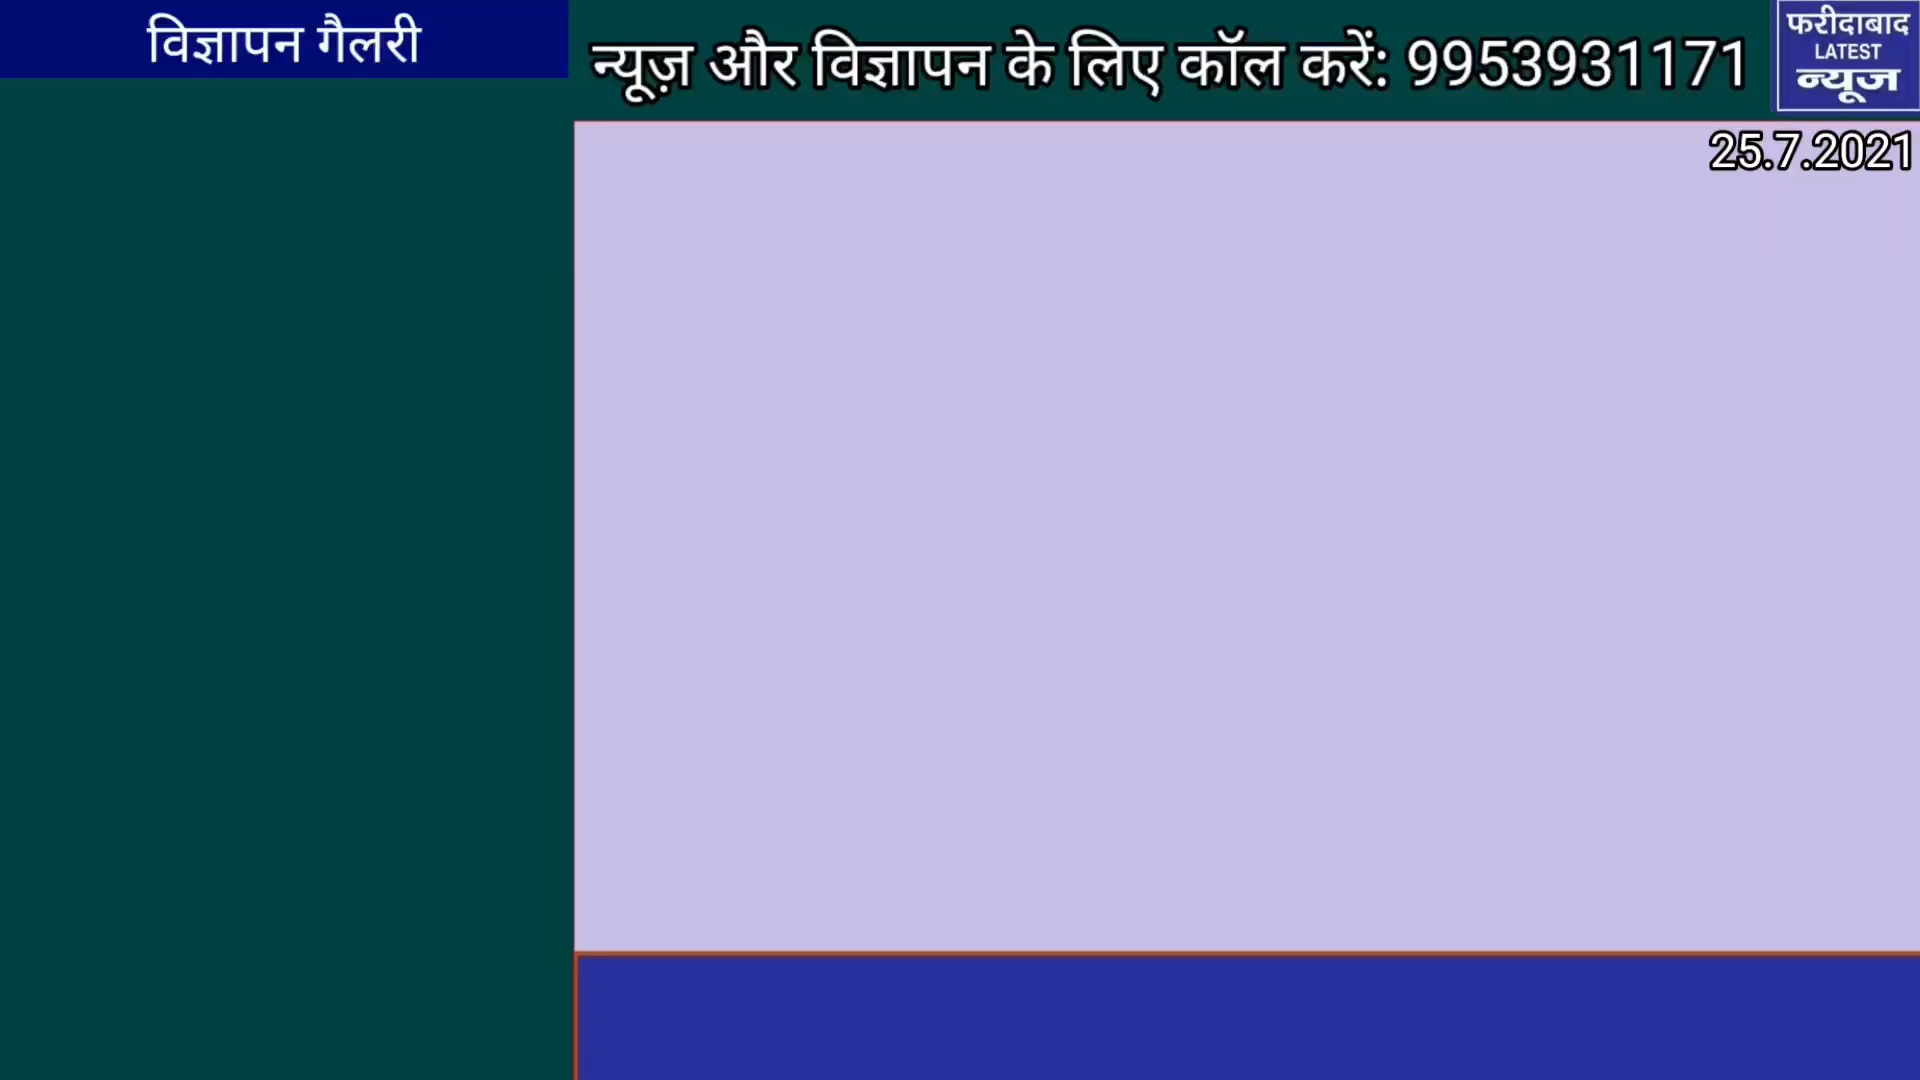 विज्ञापन गैलरी
न्यूज़ और विज्ञापन के लिए कॉल करें: 9953931171
फरीदाबाद
LATEST
न्यूज
25.7.2021